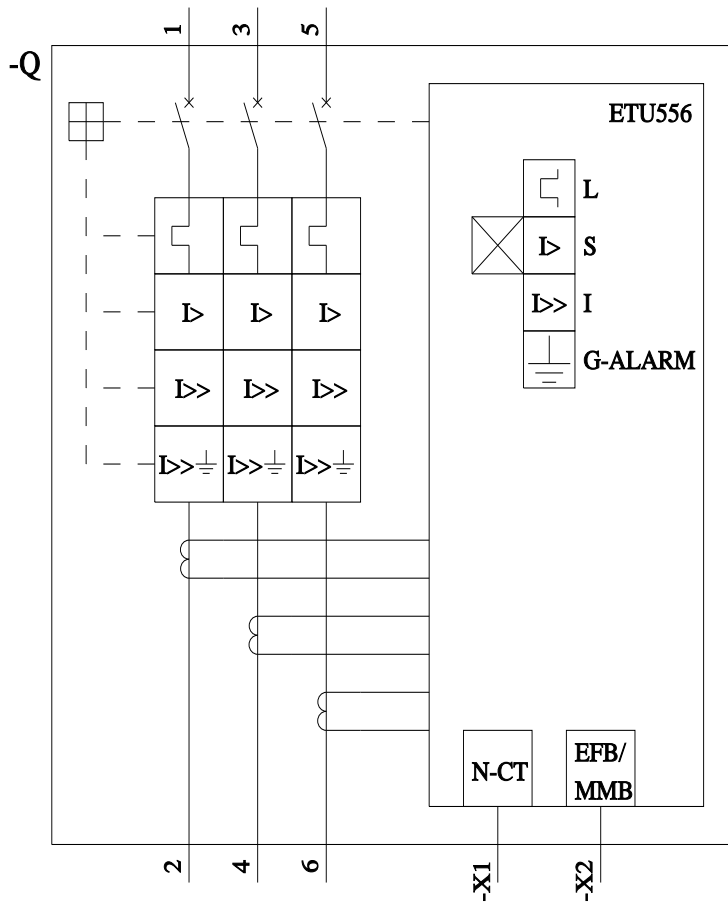 1 3 5
-Q
ETU556
L
I> S
I> I> I>
I>> I
I>> I>> I>>
G-ALARM
I>> I>> I>>
N-CT
EFB/
MMB
2 4 6
-X1 -X2